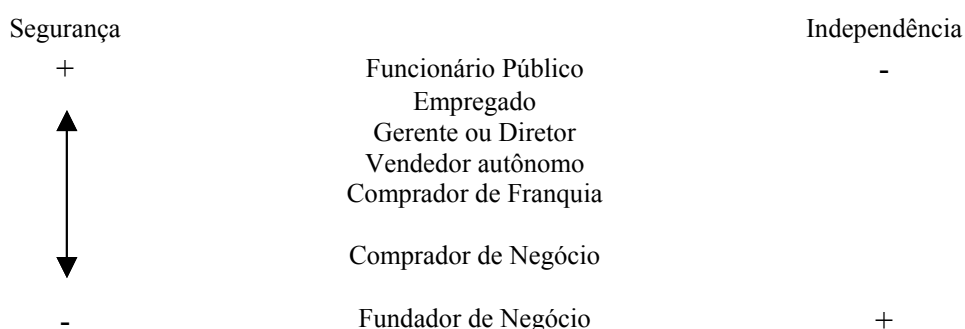 Segurança Independência
+ Funcionário Público -
Empregado
Gerente ou Diretor
Vendedor autônomo
Comprador de Franquia
Comprador de Negócio
- Fundador de Negócio +